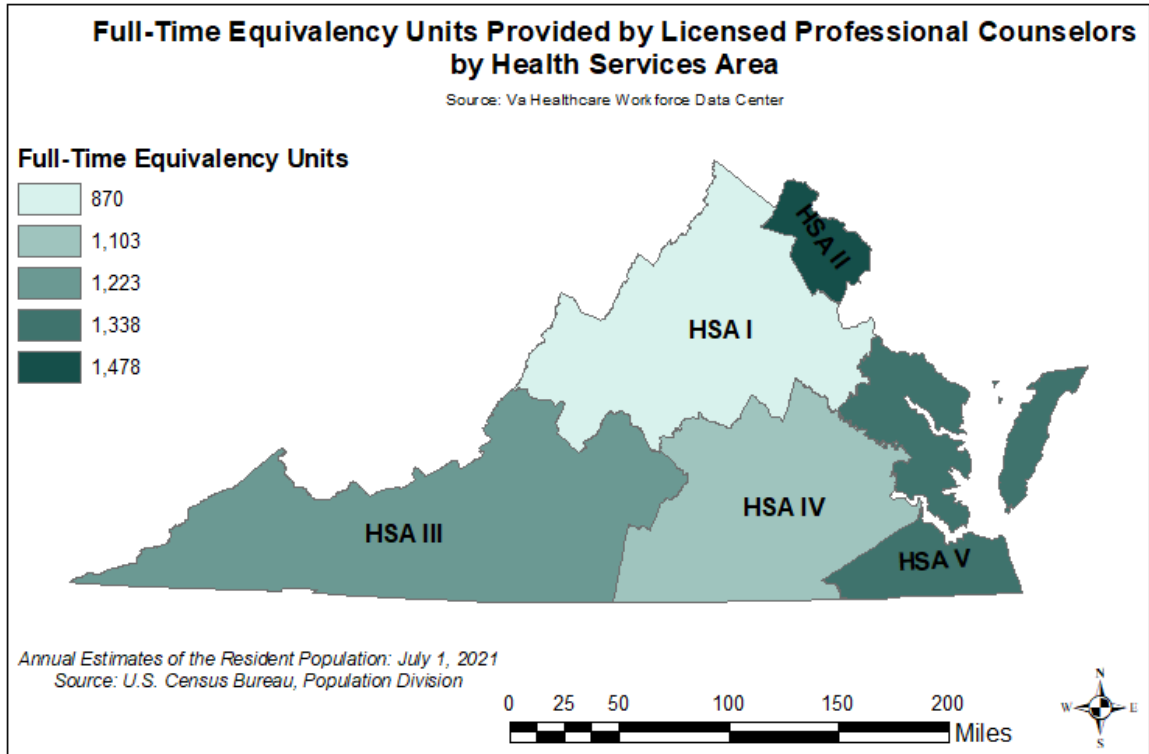 Full-Time Equivalency Units Provided by Licensed Professional Counselors
by Health Services Area
Source: Va Healthcare Workforce Data Center
Full-Time Equivalency Units
870
1,103
1,223
1,338
1,478
HSA II
HSA I
HSA IV
HSA III
HSA V
Annual Estimates of the Resident Population: July 1, 2021
Source: U.S. Census Bureau, Population Division
0 25 50 100 150 200
Miles
N
W E
S